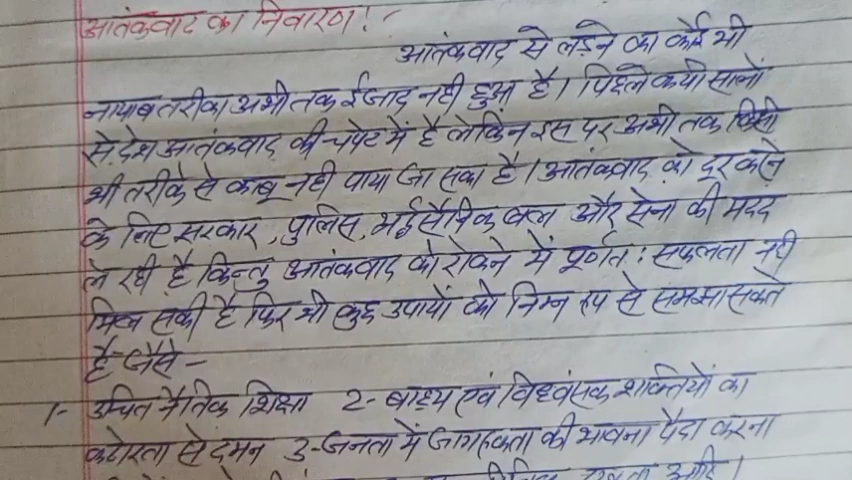 आतंकवाद का निवारण!
आतंकवाद से लड़ने का कोई भी
नायाब तरीका अभी तक ईजाद नही हुआ है। पिछले कयी सालों
से देश आतंकवाद की चपेट में है लेकिन इस पर अभी तक किसी
भी तरीके से काबू नही पाया जा सका है। आतंकवाद को दूर करने
के लिए सरकार, पुलिस, अर्द्धसैनिक बल और सेना की मदद
ले रही है किन्तु आतंकवाद को रोकने में पूर्णत: सफलता नही
मिल सकी है फिर भी कुछ उपायों को निम्न रूप से समझा सकते
है जैसे -
1- उचित नैतिक शिक्षा 2- बाह्य एवं विध्वंसक शक्तियों का
कठोरता से दमन 3- जनता में जागरूकता की भावना पैदा करना
आदि।